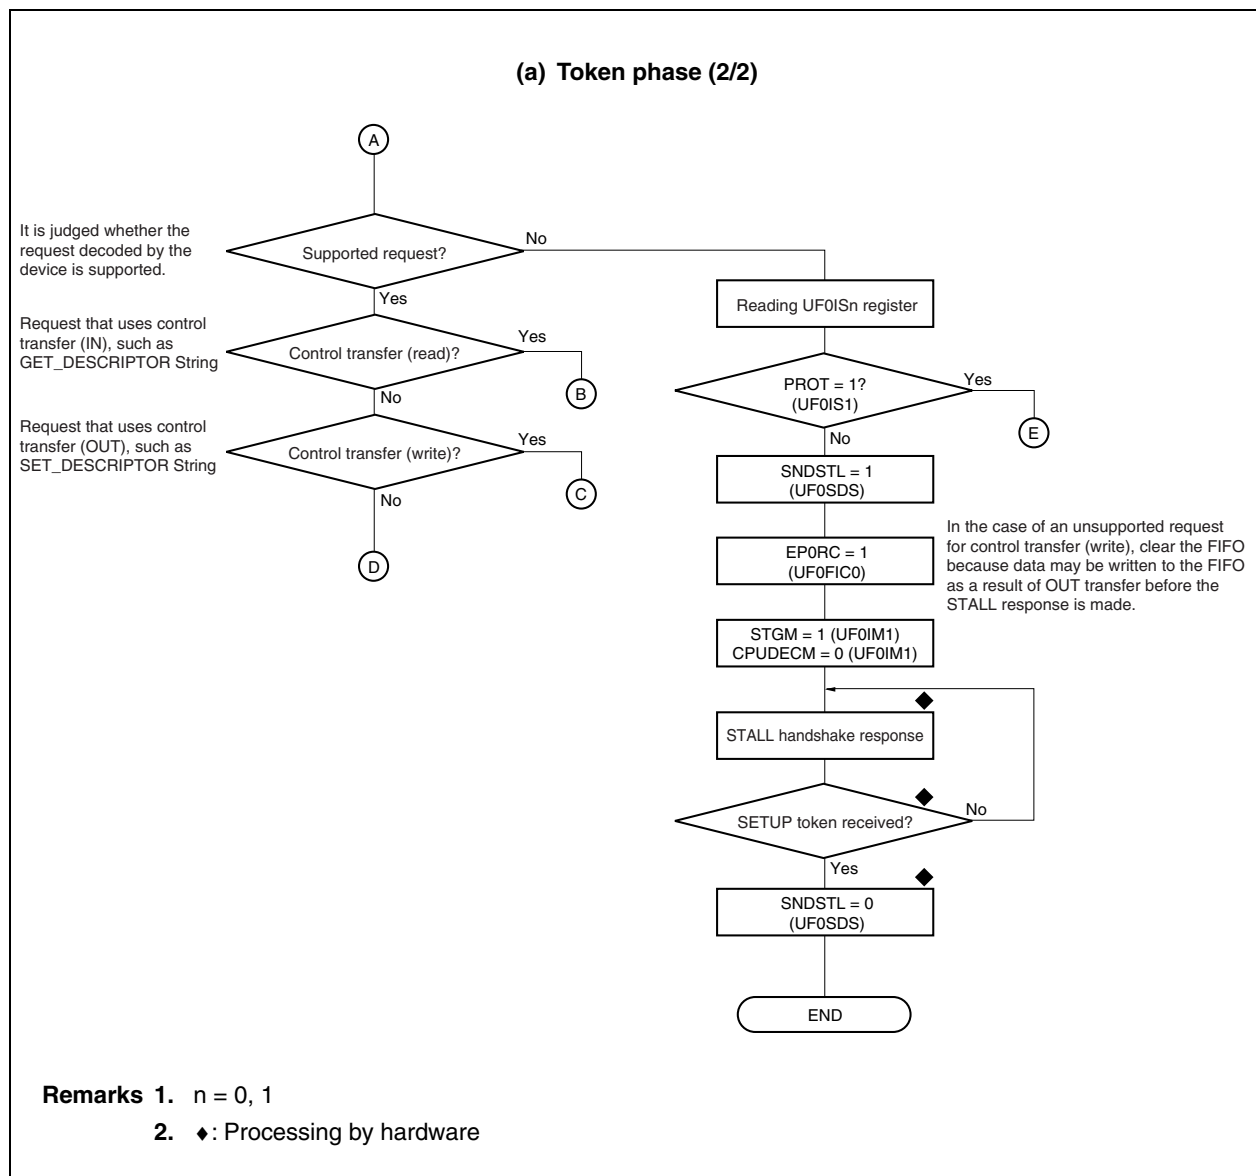 (a) Token phase (2/2)
A
It is judged whether the
request decoded by the
device is supported.
Supported request?
No
Yes
Reading UF0ISn register
Request that uses control
transfer (IN), such as
GET_DESCRIPTOR String
Control transfer (read)?
Yes
B
No
PROT = 1?
(UF0IS1)
Yes
E
No
Request that uses control
transfer (OUT), such as
SET_DESCRIPTOR String
Control transfer (write)?
Yes
C
No
D
SNDSTL = 1
(UF0SDS)
EP0RC = 1
(UF0FIC0)
In the case of an unsupported request
for control transfer (write), clear the FIFO
because data may be written to the FIFO
as a result of OUT transfer before the
STALL response is made.
STGM = 1 (UF0IM1)
CPUDECM = 0 (UF0IM1)
◆
STALL handshake response
◆
SETUP token received?
No
Yes
◆
SNDSTL = 0
(UF0SDS)
END
Remarks 1. n = 0, 1
2. ♦: Processing by hardware